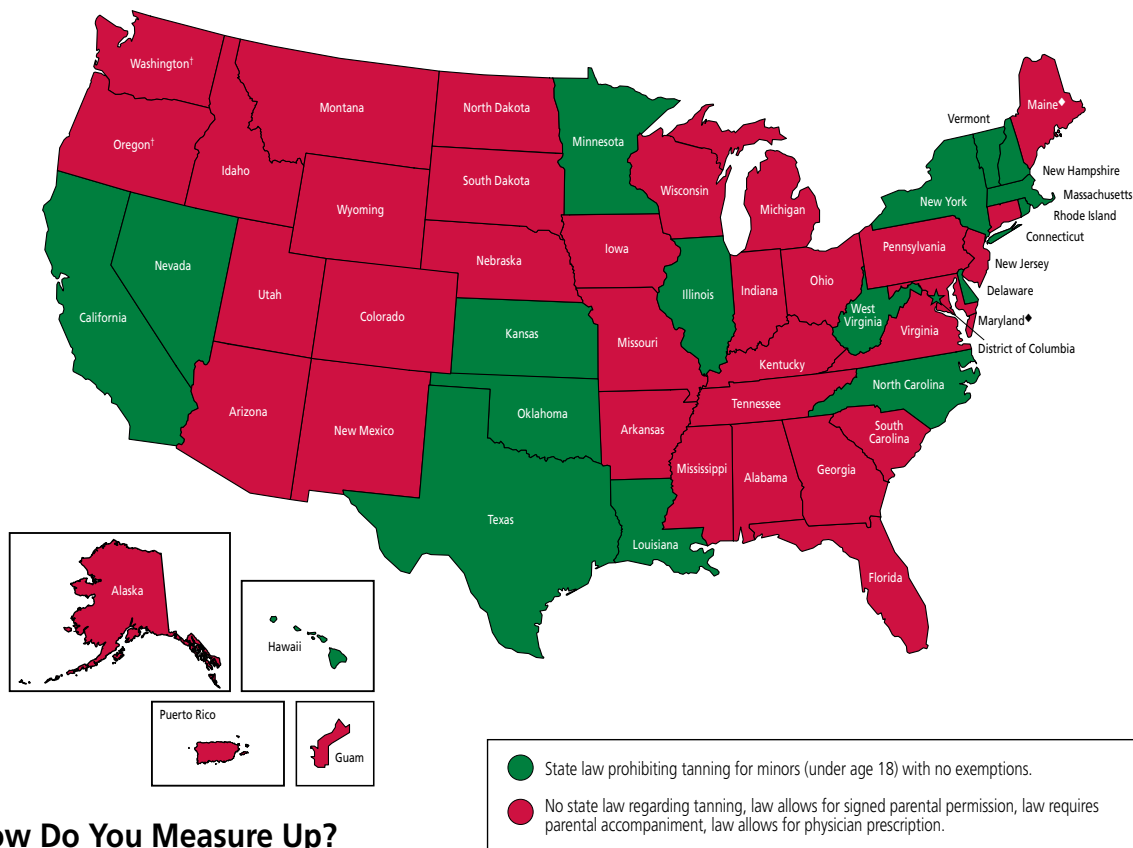 Washington†
Montana
North Dakota
Minnesota
Vermont
Maine♦
Oregon†
Idaho
South Dakota
Wisconsin
Michigan
New York
New Hampshire
Massachusetts
Rhode Island
Connecticut
Wyoming
Iowa
Pennsylvania
New Jersey
Nevada
Nebraska
Utah
Illinois
Indiana
Ohio
Delaware
California
Colorado
Kansas
Missouri
West
Virginia
Virginia
Maryland♦
District of Columbia
Kentucky
North Carolina
Arizona
New Mexico
Oklahoma
Arkansas
Tennessee
South
Carolina
Mississippi
Alabama
Georgia
Texas
Louisiana
Florida
Alaska
Hawaii
Puerto Rico
Guam
State law prohibiting tanning for minors (under age 18) with no exemptions.
No state law regarding tanning, law allows for signed parental permission, law requires
parental accompaniment, law allows for physician prescription.
ow Do You Measure Up?